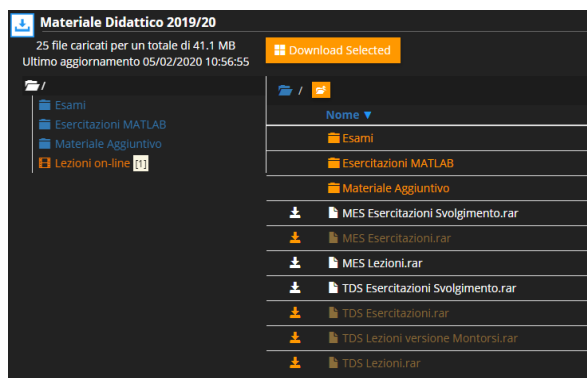 Materiale Didattico 2019/20
25 file caricati per un totale di 41.1 MB
Ultimo aggiornamento 05/02/2020 10:56:55
Download Selected
/
Esami
Esercitazioni MATLAB
Materiale Aggiuntivo
Lezioni on-line [1]
/
Nome ▼
Esami
Esercitazioni MATLAB
Materiale Aggiuntivo
MES Esercitazioni Svolgimento.rar
MES Esercitazioni.rar
MES Lezioni.rar
TDS Esercitazioni Svolgimento.rar
TDS Esercitazioni.rar
TDS Lezioni versione Montorsi.rar
TDS Lezioni.rar